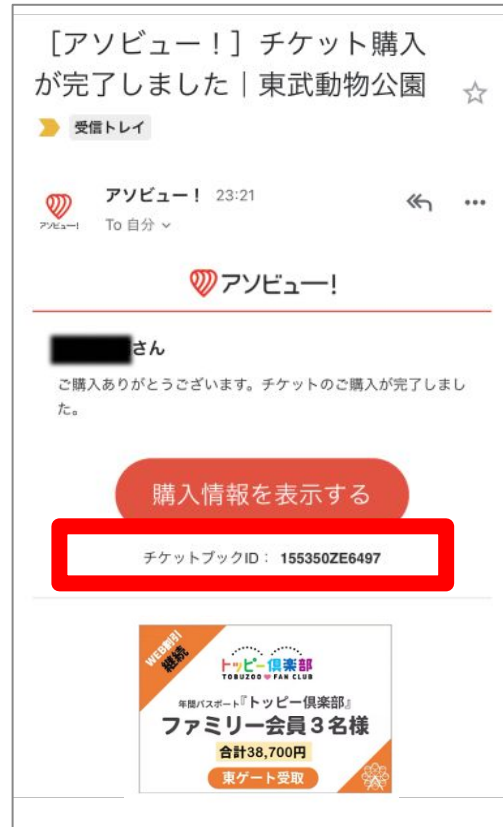 [アソビュー！] チケット購入
が完了しました｜東武動物公園
受信トレイ
アソビュー！ 23:21
アソビュー!
To 自分
アソビュー!
さん
ご購入ありがとうございます。チケットのご購入が完了しまし
た。
購入情報を表示する
チケットブックID： 155350ZE6497
WEB割引
継続
トッピー倶楽部
TOBUZOO FAN CLUB
年間パスポート『トッピー倶楽部』
ファミリー会員３名様
合計38,700円
東ゲート受取